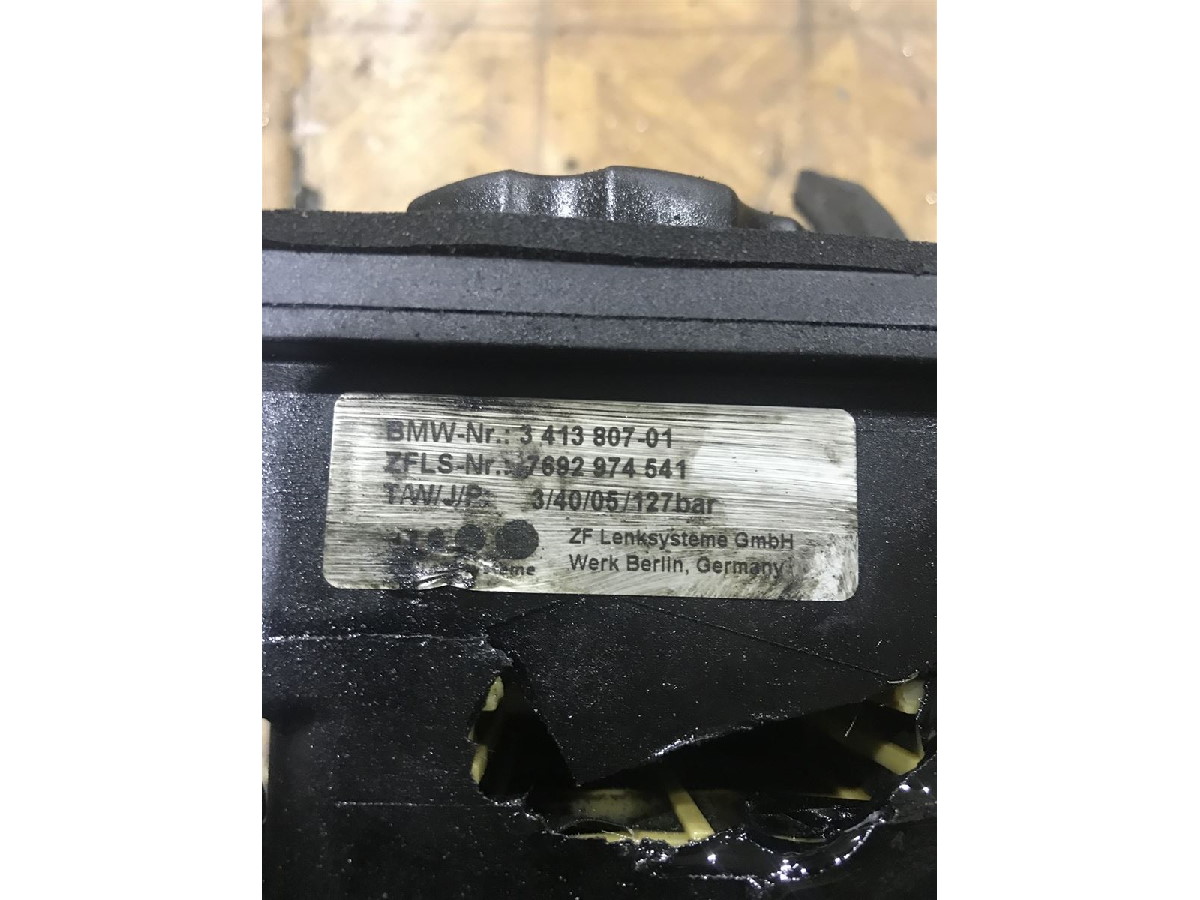 BMW-Nr.: 3 413 807-01
ZFLS-Nr.: 7692 974 541
T/W/J/P: 3/40/05/127bar
ZF Lenksysteme GmbH
Werk Berlin, Germany